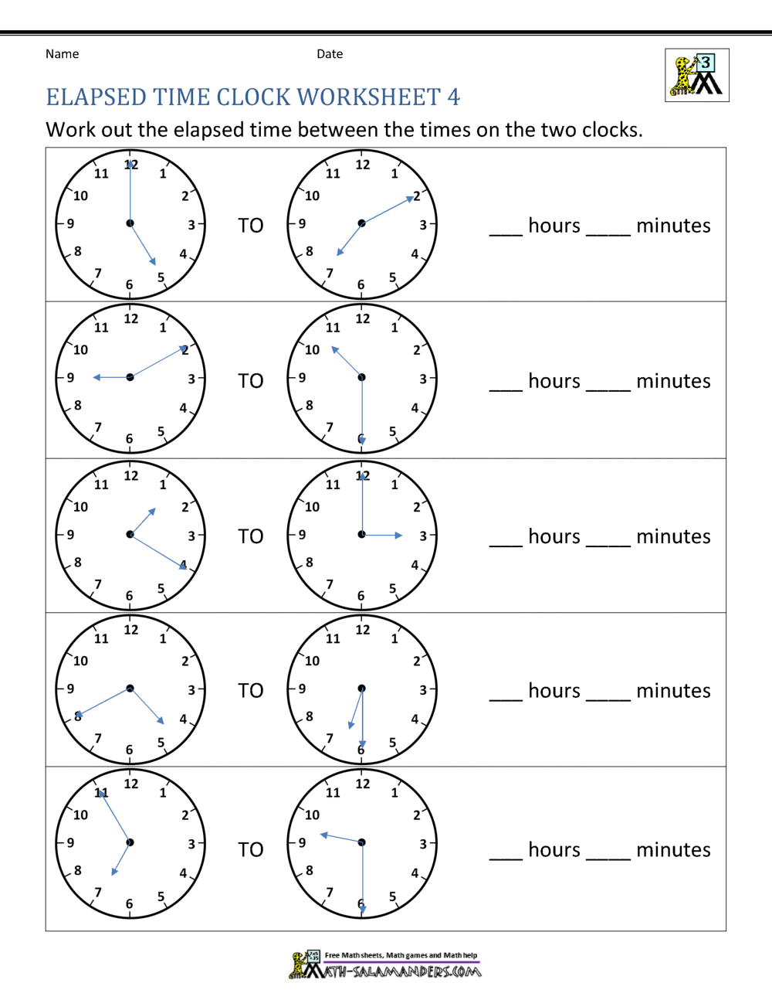 Name Date
3
ELAPSED TIME CLOCK WORKSHEET 4
Work out the elapsed time between the times on the two clocks.
12 1 2 3 4 5 6 7 8 9 10 11
TO
12 1 2 3 4 5 6 7 8 9 10 11
___ hours ____ minutes
12 1 2 3 4 5 6 7 8 9 10 11
TO
12 1 2 3 4 5 6 7 8 9 10 11
___ hours ____ minutes
12 1 2 3 4 5 6 7 8 9 10 11
TO
12 1 2 3 4 5 6 7 8 9 10 11
___ hours ____ minutes
12 1 2 3 4 5 6 7 8 9 10 11
TO
12 1 2 3 4 5 6 7 8 9 10 11
___ hours ____ minutes
12 1 2 3 4 5 6 7 8 9 10 11
TO
12 1 2 3 4 5 6 7 8 9 10 11
___ hours ____ minutes
Free Math sheets, Math games and Math help
MATH-SALAMANDERS.COM